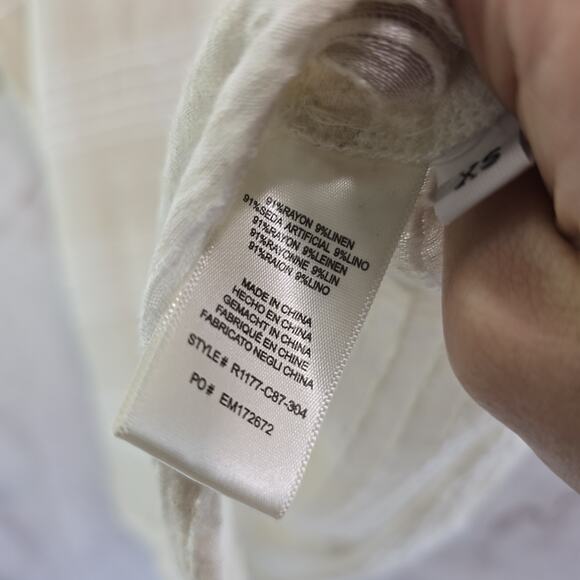 91%RAYON 9%LINEN
91%SEDA ARTIFICIAL 9%LINO
91%RAYON 9%LEINEN
91%RAYONNE 9%LIN
91%RAION 9%LINO
MADE IN CHINA
HECHO EN CHINA
GEMACHT IN CHINA
FABRIQUÉ EN CHINE
FABRICATO NEGLI CHINA
STYLE# R1177-C87-304
PO# EM172672
XS